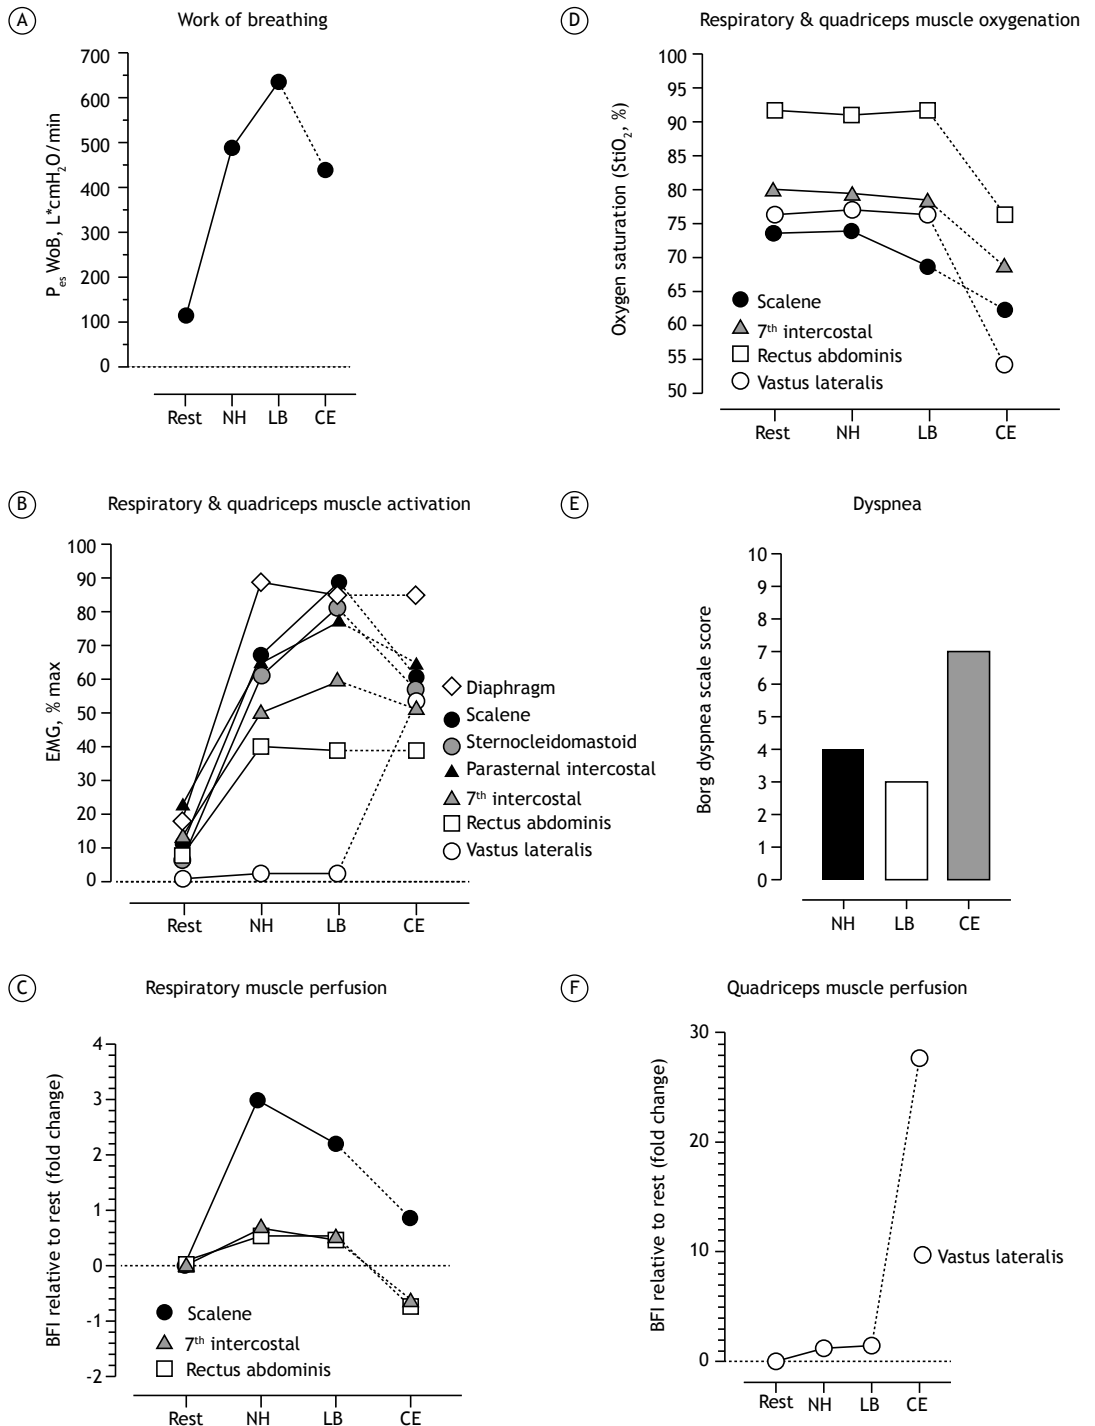 A
Work of breathing
700
600
500
400
300
200
100
0
Pes WoB, L*cmH2O/min
Rest NH LB CE
D
Respiratory & quadriceps muscle oxygenation
100
95
90
85
80
75
70
65
60
55
50
Oxygen saturation (StiO2, %)
Scalene
7th intercostal
Rectus abdominis
Vastus lateralis
Rest NH LB CE
B
Respiratory & quadriceps muscle activation
100
90
80
70
60
50
40
30
20
10
0
EMG, % max
Diaphragm
Scalene
Sternocleidomastoid
Parasternal intercostal
7th intercostal
Rectus abdominis
Vastus lateralis
Rest NH LB CE
E
Dyspnea
10
9
8
7
6
5
4
3
2
1
0
Borg dyspnea scale score
NH LB CE
C
Respiratory muscle perfusion
4
3
2
1
0
-1
-2
BFI relative to rest (fold change)
Scalene
7th intercostal
Rectus abdominis
Rest NH LB CE
F
Quadriceps muscle perfusion
30
20
10
0
BFI relative to rest (fold change)
Vastus lateralis
Rest NH LB CE